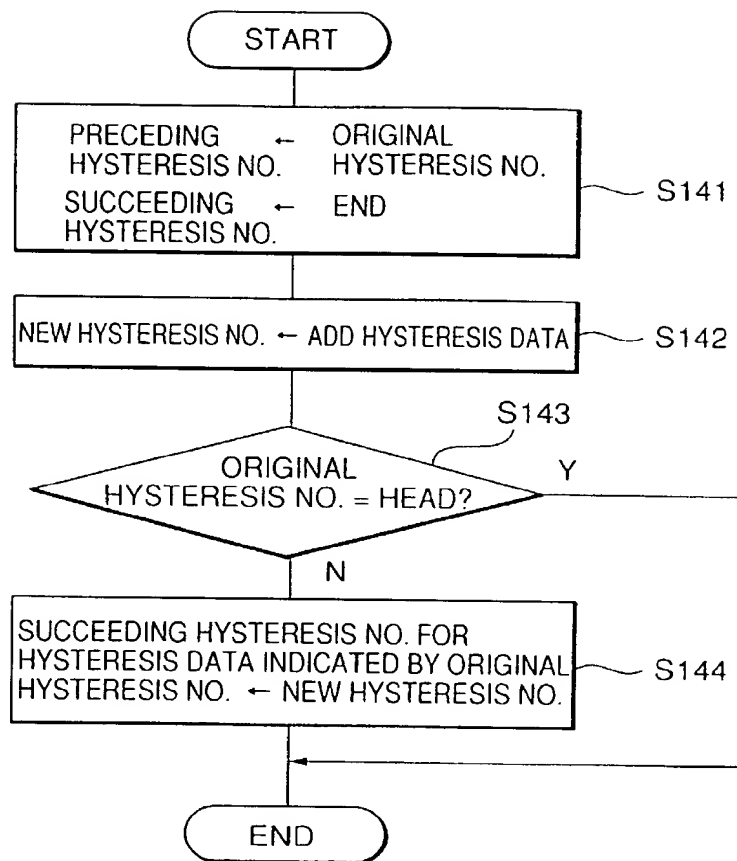 START
PRECEDING ← ORIGINAL
HYSTERESIS NO. HYSTERESIS NO.
SUCCEEDING ← END
HYSTERESIS NO.
S141
NEW HYSTERESIS NO. ← ADD HYSTERESIS DATA
S142
S143
ORIGINAL
HYSTERESIS NO. = HEAD?
Y
N
SUCCEEDING HYSTERESIS NO. FOR
HYSTERESIS DATA INDICATED BY ORIGINAL
HYSTERESIS NO. ← NEW HYSTERESIS NO.
S144
END